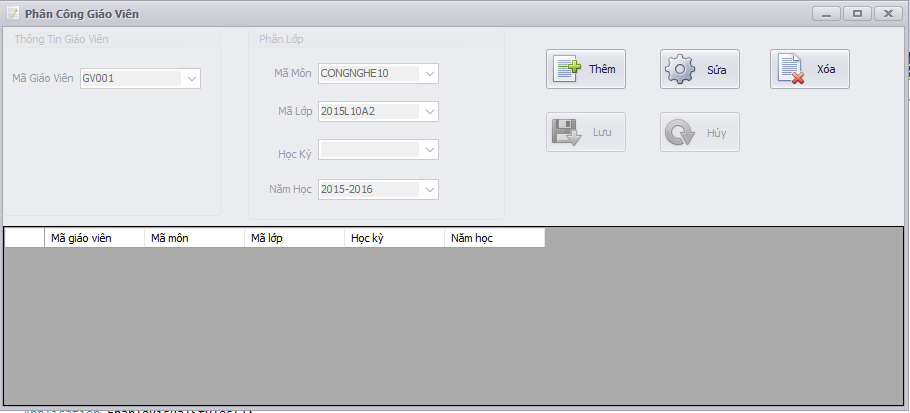 Phân Công Giáo Viên
Thông Tin Giáo Viên
Mã Giáo Viên GV001
Phân Lớp
Mã Môn CONGNGHE10
Mã Lớp 2015L10A2
Học Kỳ
Năm Học 2015-2016
Thêm Sửa Xóa
Lưu Hủy
Mã giáo viên Mã môn Mã lớp Học kỳ Năm học